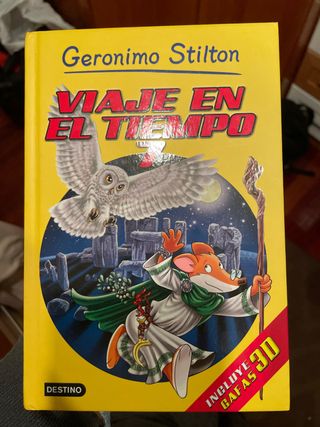 Geronimo Stilton
VIAJE EN
EL TIEMPO
INCLUYE
GAFAS 3D
DESTINO